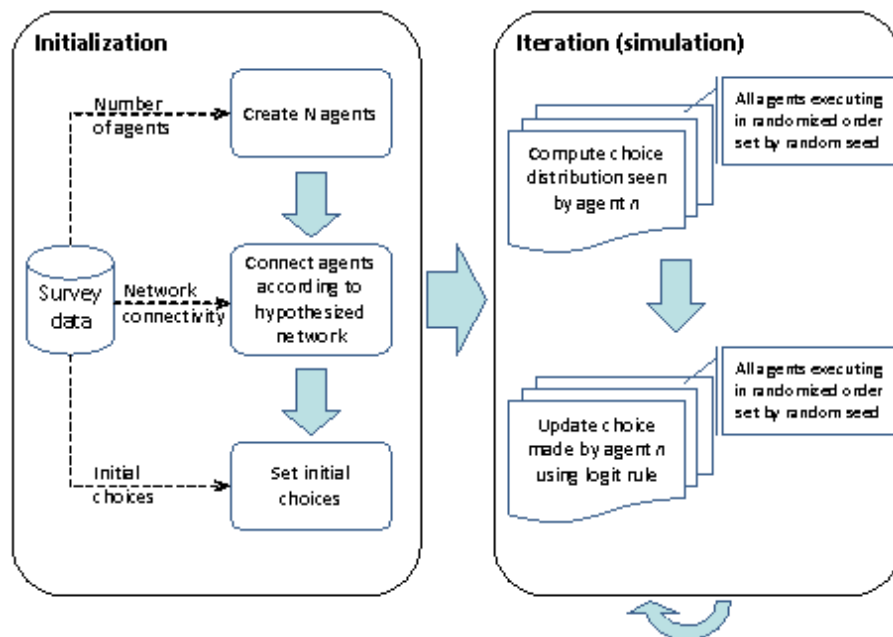 Initialization
Number
of agents
Create N agents
Survey
data
Network
connectivity
Connect agents
according to
hypothesized
network
Initial
choices
Set initial
choices
Iteration (simulation)
All agents executing
in randomized order
set by random seed
Compute choice
distribution seen
by agent n
All agents executing
in randomized order
set by random seed
Update choice
made by agent n
using logit rule